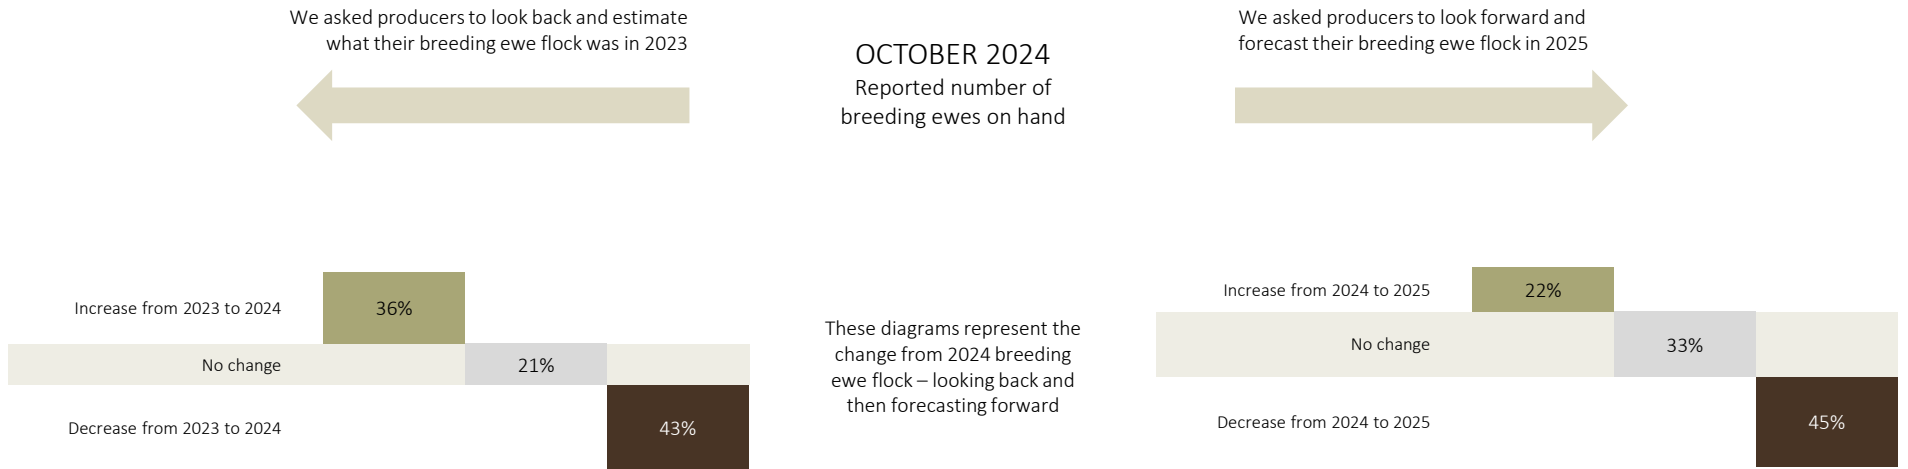 We asked producers to look back and estimate
what their breeding ewe flock was in 2023
OCTOBER 2024
Reported number of
breeding ewes on hand
We asked producers to look forward and
forecast their breeding ewe flock in 2025
Increase from 2023 to 2024
36%
No change
21%
Decrease from 2023 to 2024
43%
These diagrams represent the
change from 2024 breeding
ewe flock – looking back and
then forecasting forward
Increase from 2024 to 2025
22%
No change
33%
Decrease from 2024 to 2025
45%